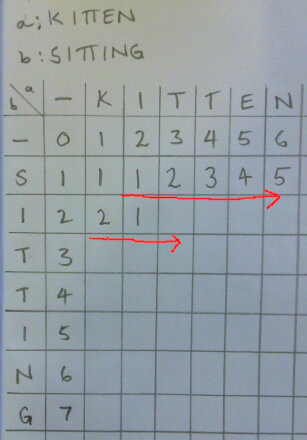 a: KITTEN
b: SITTING
b\a - K I T T E N
- 0 1 2 3 4 5 6
S 1 1 1 2 3 4 5
I 2 2 1
T 3
T 4
I 5
N 6
G 7